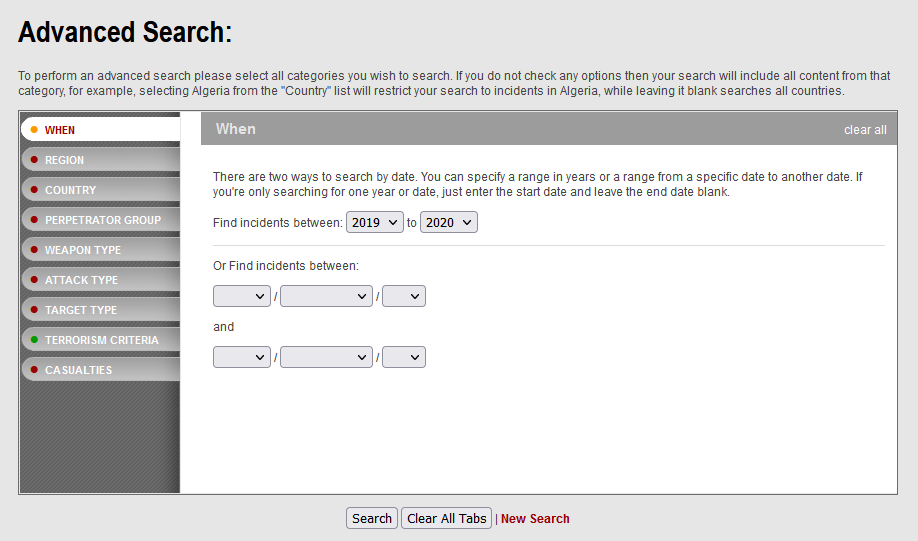 Advanced Search:
To perform an advanced search please select all categories you wish to search. If you do not check any options then your search will include all content from that
category, for example, selecting Algeria from the "Country" list will restrict your search to incidents in Algeria, while leaving it blank searches all countries.
WHEN
REGION
COUNTRY
PERPETRATOR GROUP
WEAPON TYPE
ATTACK TYPE
TARGET TYPE
TERRORISM CRITERIA
CASUALTIES
When clear all
There are two ways to search by date. You can specify a range in years or a range from a specific date to another date. If
you're only searching for one year or date, just enter the start date and leave the end date blank.
Find incidents between: 2019 to 2020
Or Find incidents between:
/ /
and
/ /
Search Clear All Tabs | New Search